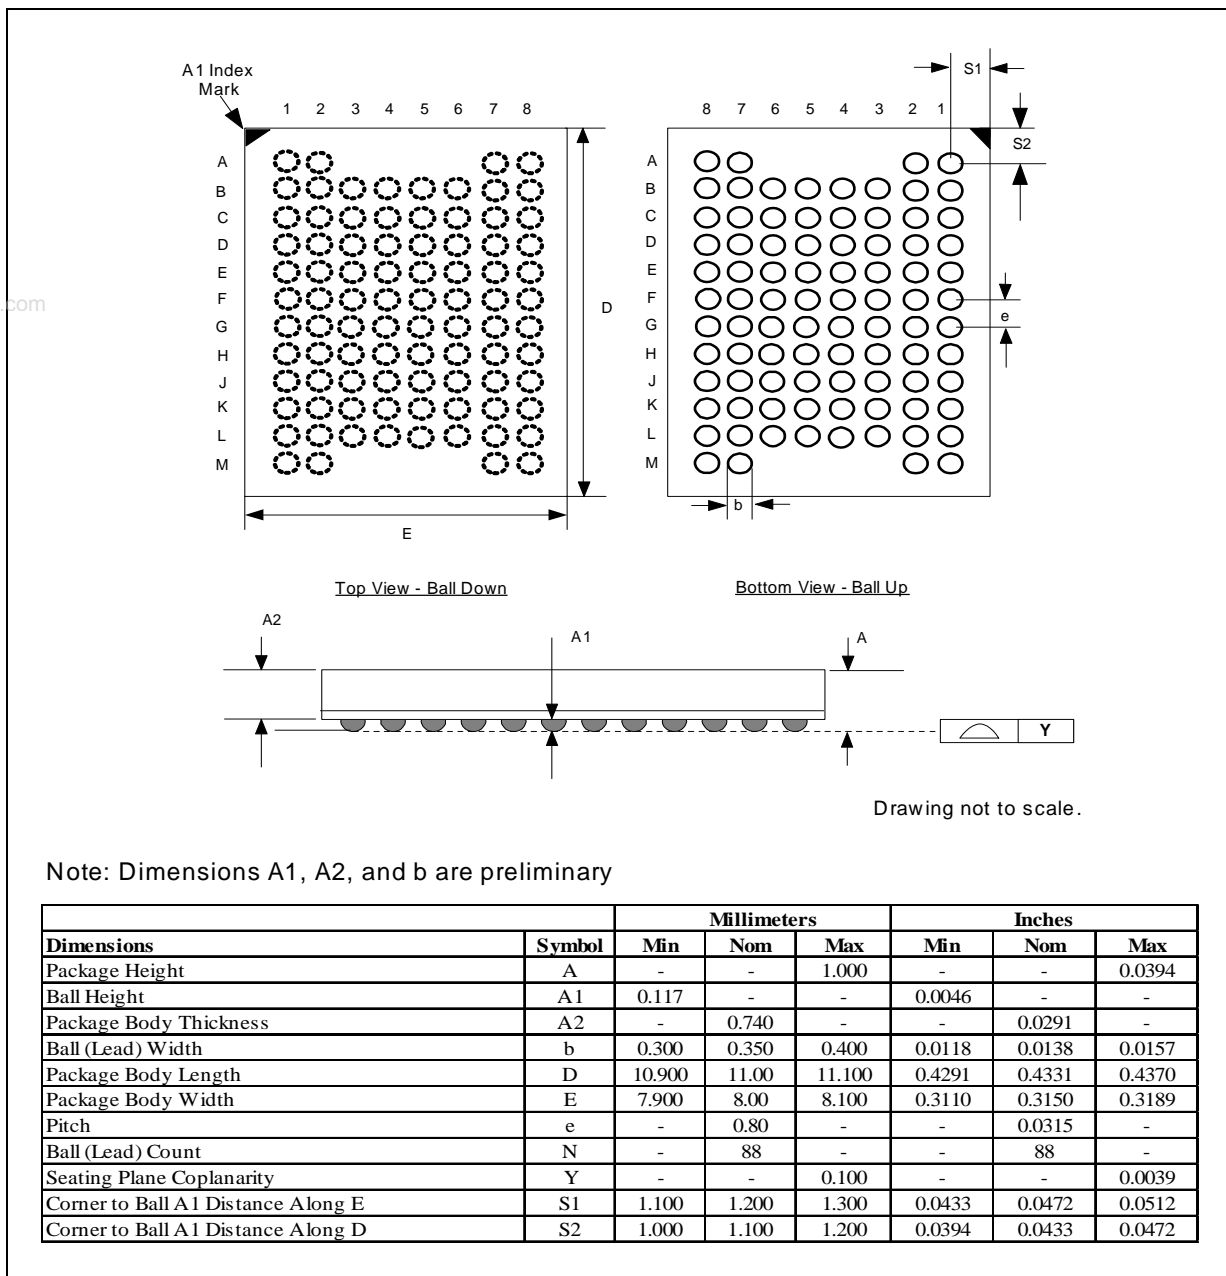 A1 Index
Mark
S1
1 2 3 4 5 6 7 8
8 7 6 5 4 3 2 1
S2
A
B
C
D
E
F
G
H
J
K
L
M
A
B
C
D
E
F
G
H
J
K
L
M
.com
D
e
b
E
Top View - Ball Down
Bottom View - Ball Up
A2
A1
A
Y
Drawing not to scale.
Note: Dimensions A1, A2, and b are preliminary
Millimeters Inches
Dimensions Symbol Min Nom Max Min Nom Max
Package Height A - - 1.000 - - 0.0394
Ball Height A1 0.117 - - 0.0046 - -
Package Body Thickness A2 - 0.740 - - 0.0291 -
Ball (Lead) Width b 0.300 0.350 0.400 0.0118 0.0138 0.0157
Package Body Length D 10.900 11.00 11.100 0.4291 0.4331 0.4370
Package Body Width E 7.900 8.00 8.100 0.3110 0.3150 0.3189
Pitch e - 0.80 - - 0.0315 -
Ball (Lead) Count N - 88 - - 88 -
Seating Plane Coplanarity Y - - 0.100 - - 0.0039
Corner to Ball A1 Distance Along E S1 1.100 1.200 1.300 0.0433 0.0472 0.0512
Corner to Ball A1 Distance Along D S2 1.000 1.100 1.200 0.0394 0.0433 0.0472